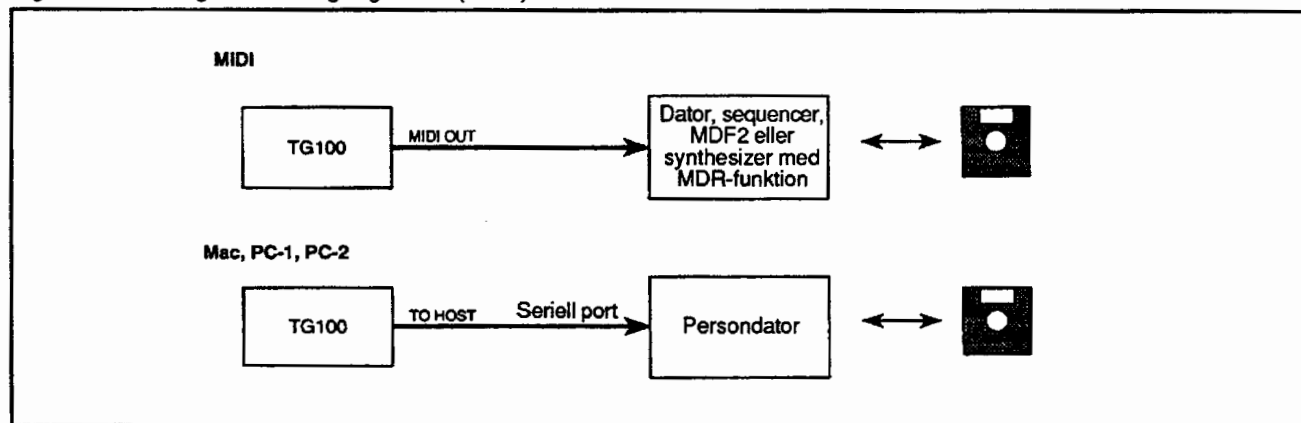 MIDI
TG100
MIDI OUT
Dator, sequencer,
MDF2 eller
synthesizer med
MDR-funktion
Mac, PC-1, PC-2
TG100
TO HOST
Seriell port
Persondator